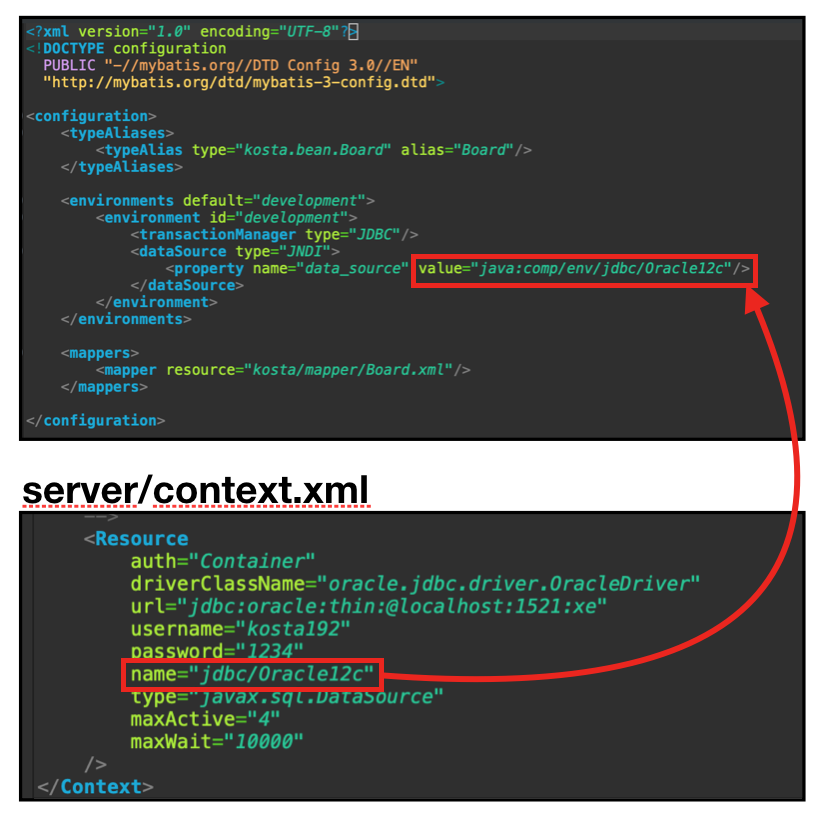 <?xml version="1.0" encoding="UTF-8"?>
<!DOCTYPE configuration
PUBLIC "-//mybatis.org//DTD Config 3.0//EN"
"http://mybatis.org/dtd/mybatis-3-config.dtd">
<configuration>
<typeAliases>
<typeAlias type="kosta.bean.Board" alias="Board"/>
</typeAliases>
<environments default="development">
<environment id="development">
<transactionManager type="JDBC"/>
<dataSource type="JNDI">
<property name="data_source" value="java:comp/env/jdbc/Oracle12c"/>
</dataSource>
</environment>
</environments>
<mappers>
<mapper resource="kosta/mapper/Board.xml"/>
</mappers>
</configuration>
server/context.xml
-->
<Resource
auth="Container"
driverClassName="oracle.jdbc.driver.OracleDriver"
url="jdbc:oracle:thin:@localhost:1521:xe"
username="kosta192"
password="1234"
name="jdbc/Oracle12c"
type="javax.sql.DataSource"
maxActive="4"
maxWait="10000"
/>
</Context>